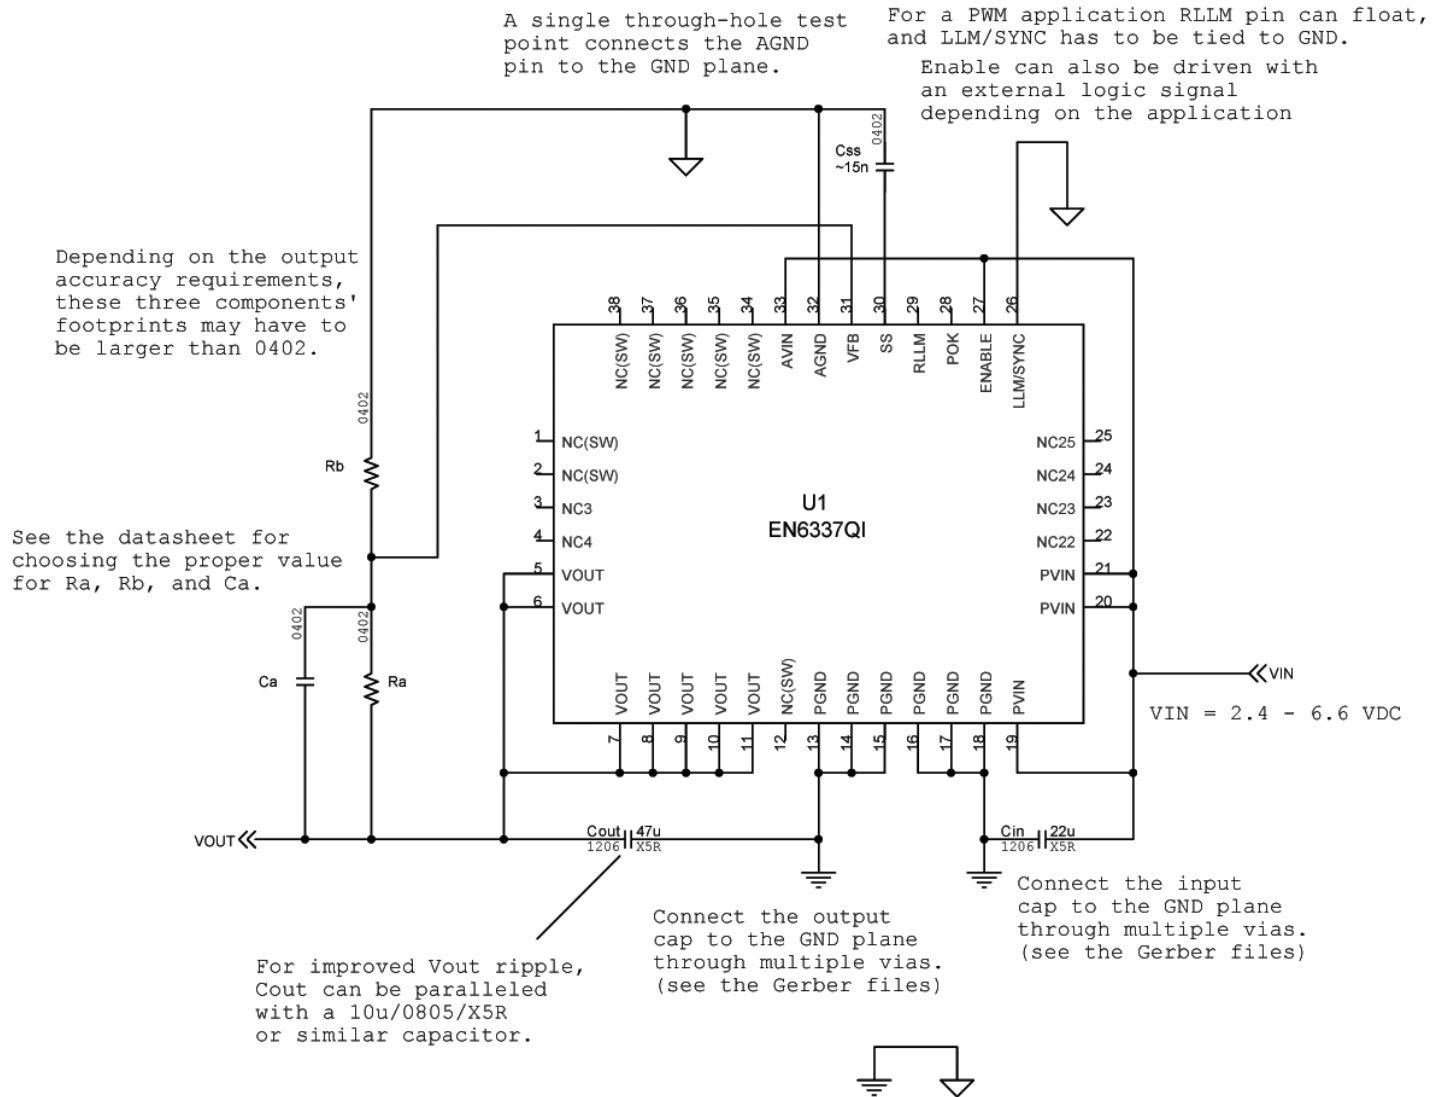 A single through-hole test
point connects the AGND
pin to the GND plane.
For a PWM application RLLM pin can float,
and LLM/SYNC has to be tied to GND.
Enable can also be driven with
an external logic signal
depending on the application
0402
Css
~15n
Depending on the output
accuracy requirements,
these three components'
footprints may have to
be larger than 0402.
38
37
36
35
34
33
32
31
30
29
28
27
26
NC(SW)
NC(SW)
NC(SW)
NC(SW)
NC(SW)
AVIN
AGND
VFB
SS
RLLM
POK
ENABLE
LLM/SYNC
0402
Rb
1
NC(SW)
2
NC(SW)
3
NC3
4
NC4
5
VOUT
6
VOUT
U1
EN6337QI
NC25
25
NC24
24
NC23
23
NC22
22
PVIN
21
PVIN
20
See the datasheet for
choosing the proper value
for Ra, Rb, and Ca.
0402
0402
Ca
Ra
VOUT
VOUT
VOUT
VOUT
VOUT
NC(SW)
PGND
PGND
PGND
PGND
PGND
PGND
PVIN
7
8
9
10
11
12
13
14
15
16
17
18
19
VIN
VIN = 2.4 - 6.6 VDC
VOUT
Cout
47u
1206
X5R
Cin
22u
1206
X5R
Connect the input
cap to the GND plane
through multiple vias.
(see the Gerber files)
Connect the output
cap to the GND plane
through multiple vias.
(see the Gerber files)
For improved Vout ripple,
Cout can be paralleled
with a 10u/0805/X5R
or similar capacitor.